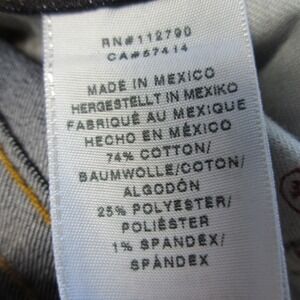 RN#112790
CA#57414
MADE IN MEXICO
HERGESTELLT IN MEXIKO
FABRIQUÉ AU MEXIQUE
HECHO EN MÉXICO
74% COTTON/
BAUMWOLLE/COTON/
ALGODÓN
25% POLYESTER/
POLIÉSTER
1% SPANDEX/
SPÁNDEX